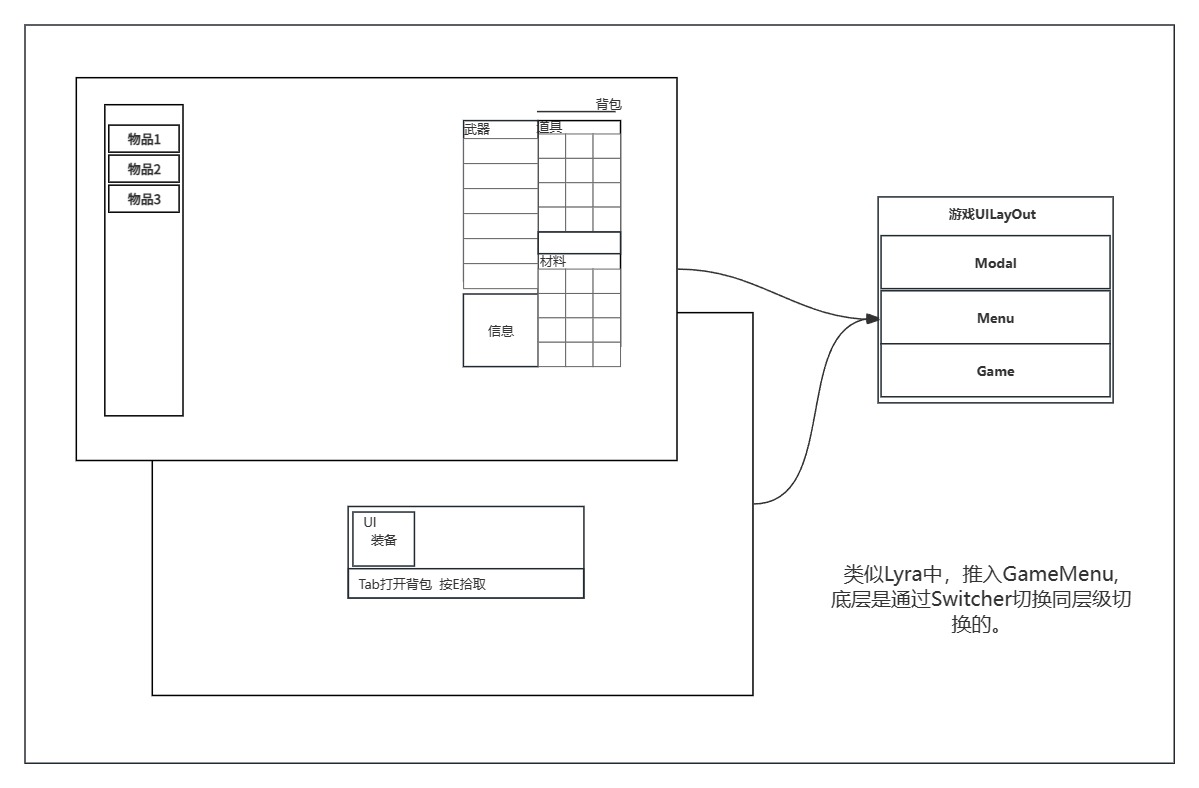 背包
武器
道具
物品1
物品2
物品3
材料
信息
游戏UILayOut
Modal
Menu
Game
UI
装备
Tab打开背包 按E拾取
类似Lyra中，推入GameMenu,
底层是通过Switcher切换同层级切
换的。